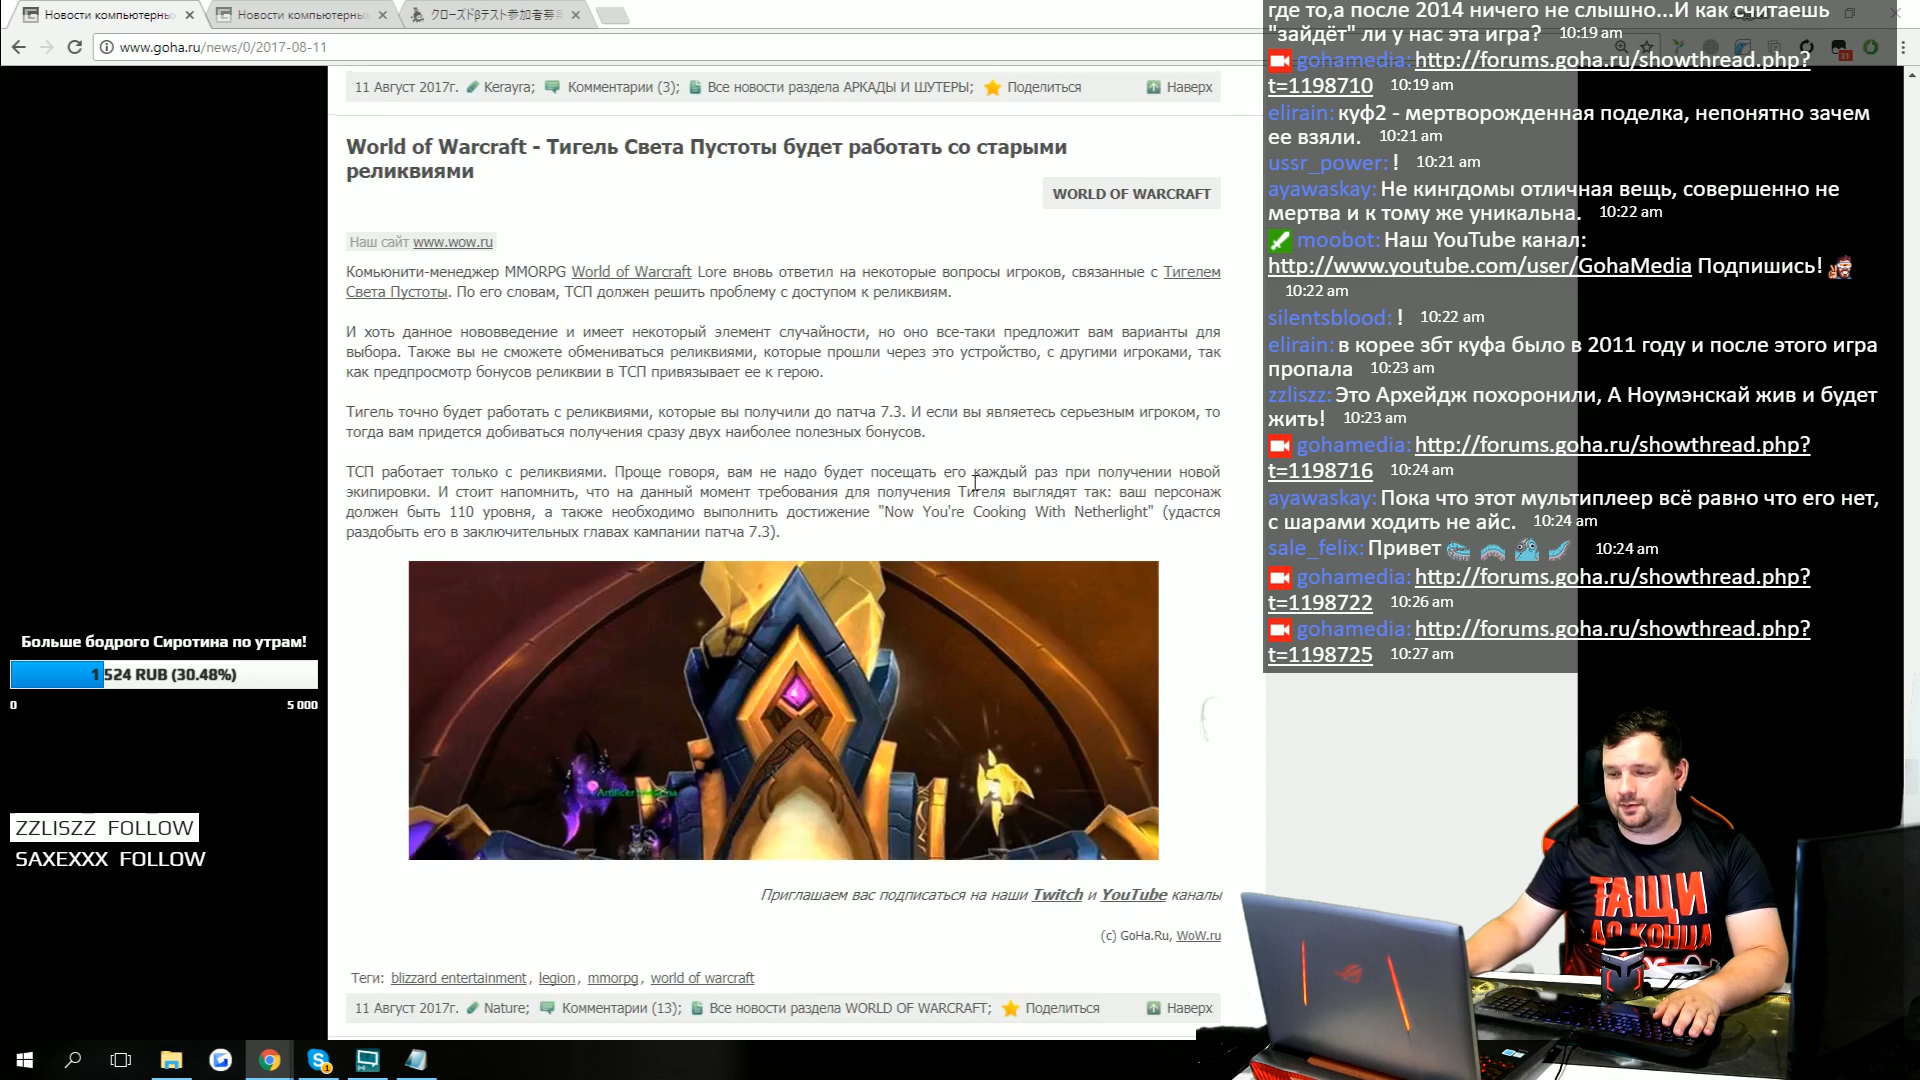 Новости компьютерны
Новости компьютерны
クローズドβテスト参加者募
www.goha.ru/news/0/2017-08-11
11 Август 2017г. Kerayra; Комментарии (3); Все новости раздела АРКАДЫ И ШУТЕРЫ; Поделиться Наверх
World of Warcraft - Тигель Света Пустоты будет работать со старыми
реликвиями
WORLD OF WARCRAFT
Наш сайт www.wow.ru
Комьюнити-менеджер MMORPG World of Warcraft Lore вновь ответил на некоторые вопросы игроков, связанные с Тигелем
Света Пустоты. По его словам, ТСП должен решить проблему с доступом к реликвиям.
И хоть данное нововведение и имеет некоторый элемент случайности, но оно все-таки предложит вам варианты для
выбора. Также вы не сможете обмениваться реликвиями, которые прошли через это устройство, с другими игроками, так
как предпросмотр бонусов реликвии в ТСП привязывает ее к герою.
Тигель точно будет работать с реликвиями, которые вы получили до патча 7.3. И если вы являетесь серьезным игроком, то
тогда вам придется добиваться получения сразу двух наиболее полезных бонусов.
ТСП работает только с реликвиями. Проще говоря, вам не надо будет посещать его каждый раз при получении новой
экипировки. И стоит напомнить, что на данный момент требования для получения Тигеля выглядят так: ваш персонаж
должен быть 110 уровня, а также необходимо выполнить достижение "Now You're Cooking With Netherlight" (удастся
раздобыть его в заключительных главах кампании патча 7.3).
Приглашаем вас подписаться на наши Twitch и YouTube каналы
(c) GoHa.Ru, WoW.ru
Теги: blizzard entertainment, legion, mmorpg, world of warcraft
11 Август 2017г. Nature; Комментарии (13); Все новости раздела WORLD OF WARCRAFT; Поделиться Наверх
Больше бодрого Сиротина по утрам!
1 524 RUB (30.48%)
0 5 000
ZZLISZZ FOLLOW
SAXEXXX FOLLOW
где то,а после 2014 ничего не слышно...И как считаешь
"зайдёт" ли у нас эта игра? 10:19 am
gohamedia: http://forums.goha.ru/showthread.php?
t=1198710 10:19 am
elirain: куф2 - мертворожденная поделка, непонятно зачем
ее взяли. 10:21 am
ussr_power: ! 10:21 am
ayawaskay: Не кингдомы отличная вещь, совершенно не
мертва и к тому же уникальна. 10:22 am
moobot: Наш YouTube канал:
http://www.youtube.com/user/GohaMedia Подпишись!
10:22 am
silentsblood: ! 10:22 am
elirain: в корее збт куфа было в 2011 году и после этого игра
пропала 10:23 am
zzliszz: Это Архейдж похоронили, А Ноумэнскай жив и будет
жить! 10:23 am
gohamedia: http://forums.goha.ru/showthread.php?
t=1198716 10:24 am
ayawaskay: Пока что этот мультиплеер всё равно что его нет,
с шарами ходить не айс. 10:24 am
sale_felix: Привет 10:24 am
gohamedia: http://forums.goha.ru/showthread.php?
t=1198722 10:26 am
gohamedia: http://forums.goha.ru/showthread.php?
t=1198725 10:27 am
ТАЩИ
ДО КОНЦА